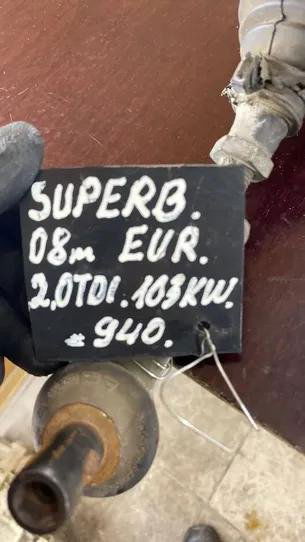 SUPERB.
08m EUR.
2,0TDI. 103KW.
# 940.